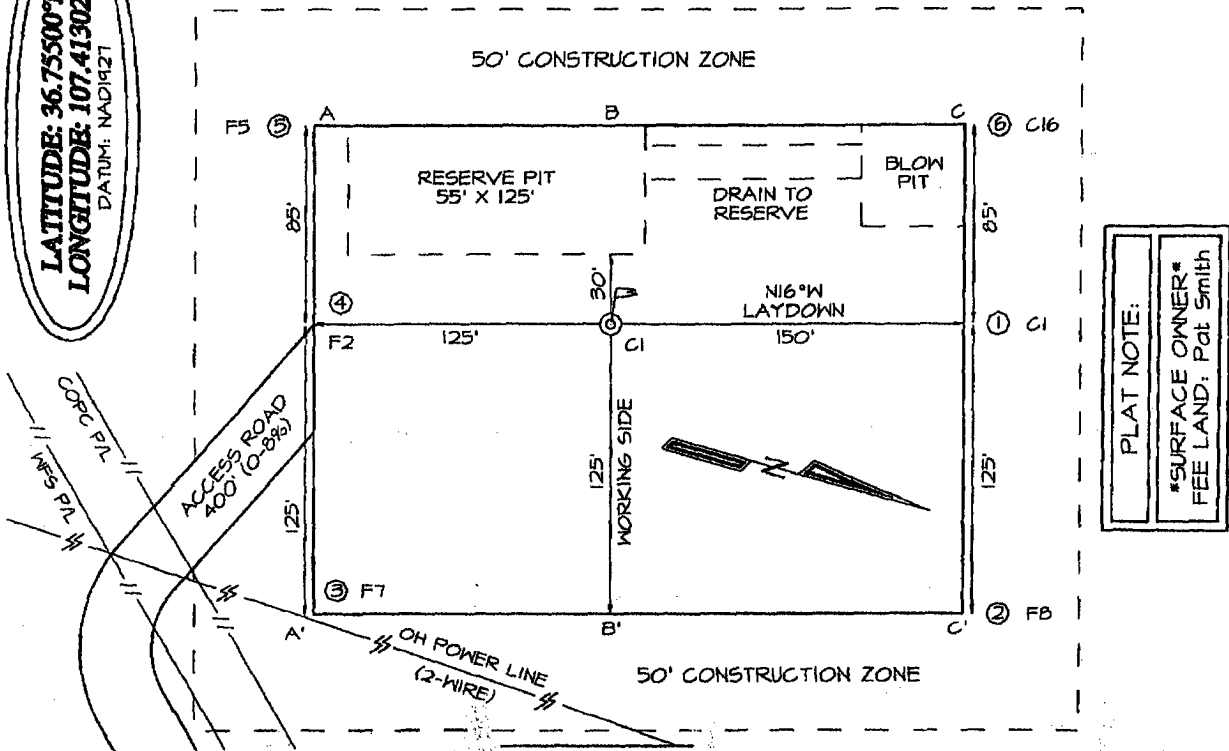 LATITUDE: 36.75500°
LONGITUDE: 107.41302
DATUM: NAD1927
50' CONSTRUCTION ZONE
F5 ⑤
A
B
C
⑥ C16
RESERVE PIT
55' X 125'
DRAIN TO
RESERVE
BLOW
PIT
85'
85'
30'
④
F2
125'
C1
N16°W
LAYDOWN
150'
① C1
PLAT NOTE:
*SURFACE OWNER*
FEE LAND: Pat Smith
COPC P/L
WFS P/L
ACCESS ROAD
400' (0-8%)
125'
125'
WORKING SIDE
N
125'
③ F7
A'
B'
C'
② F8
OH POWER LINE
(2-WIRE)
50' CONSTRUCTION ZONE